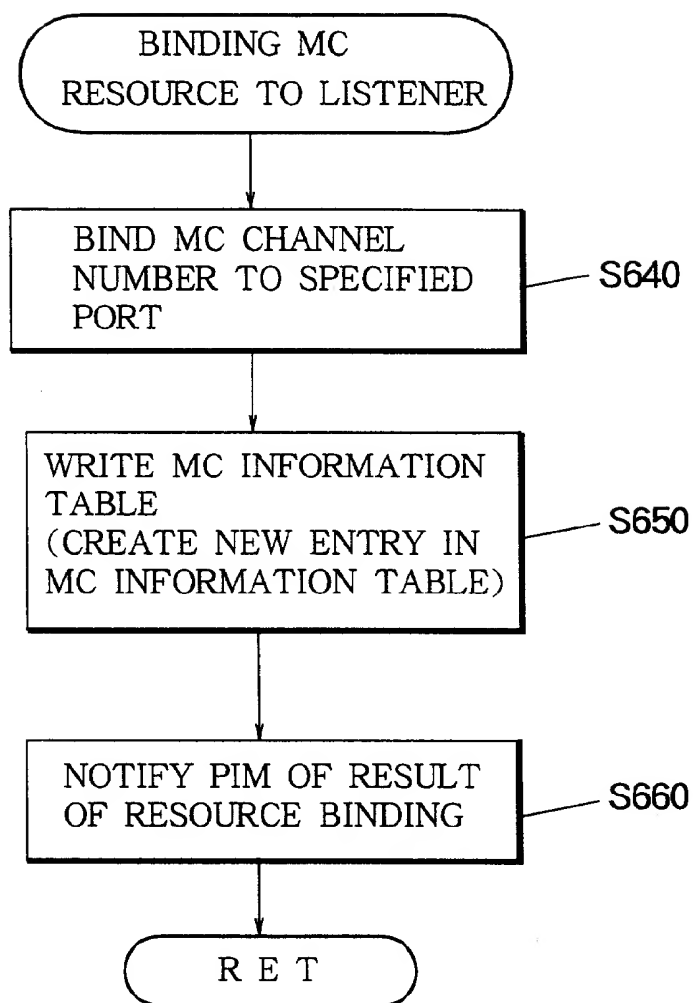 BINDING MC
RESOURCE TO LISTENER
BIND MC CHANNEL
NUMBER TO SPECIFIED
PORT
S640
WRITE MC INFORMATION
TABLE
(CREATE NEW ENTRY IN
MC INFORMATION TABLE)
S650
NOTIFY PIM OF RESULT
OF RESOURCE BINDING
S660
R E T